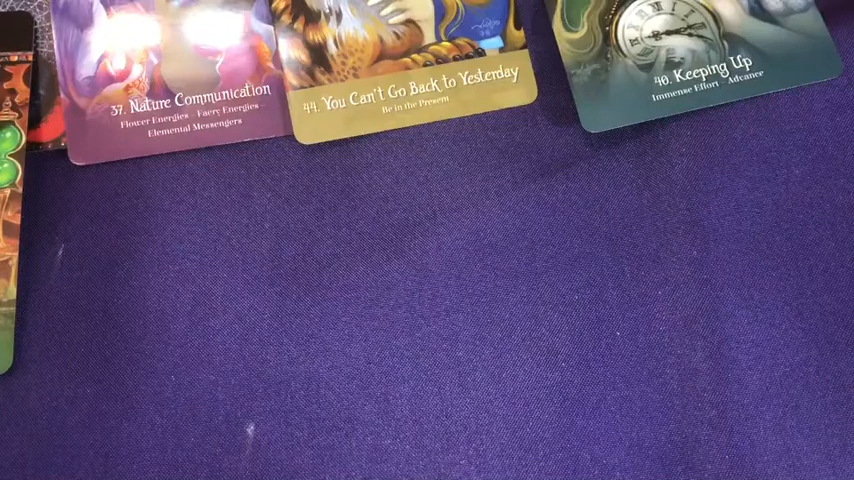 37. Nature Communication
Flower Energies - Faery Energies -
Elemental Messengers
44. You Can't Go Back to Yesterday
Be in the Present
40. Keeping Up
Immense Effort - Advance